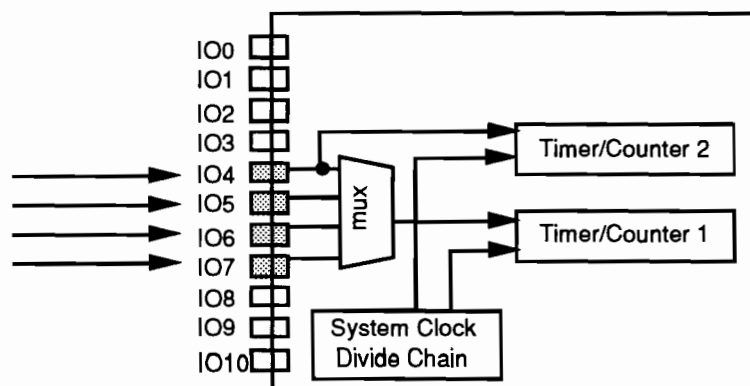 IO0
IO1
IO2
IO3
IO4
IO5
IO6
IO7
IO8
IO9
IO10
mux
Timer/Counter 2
Timer/Counter 1
System Clock
Divide Chain